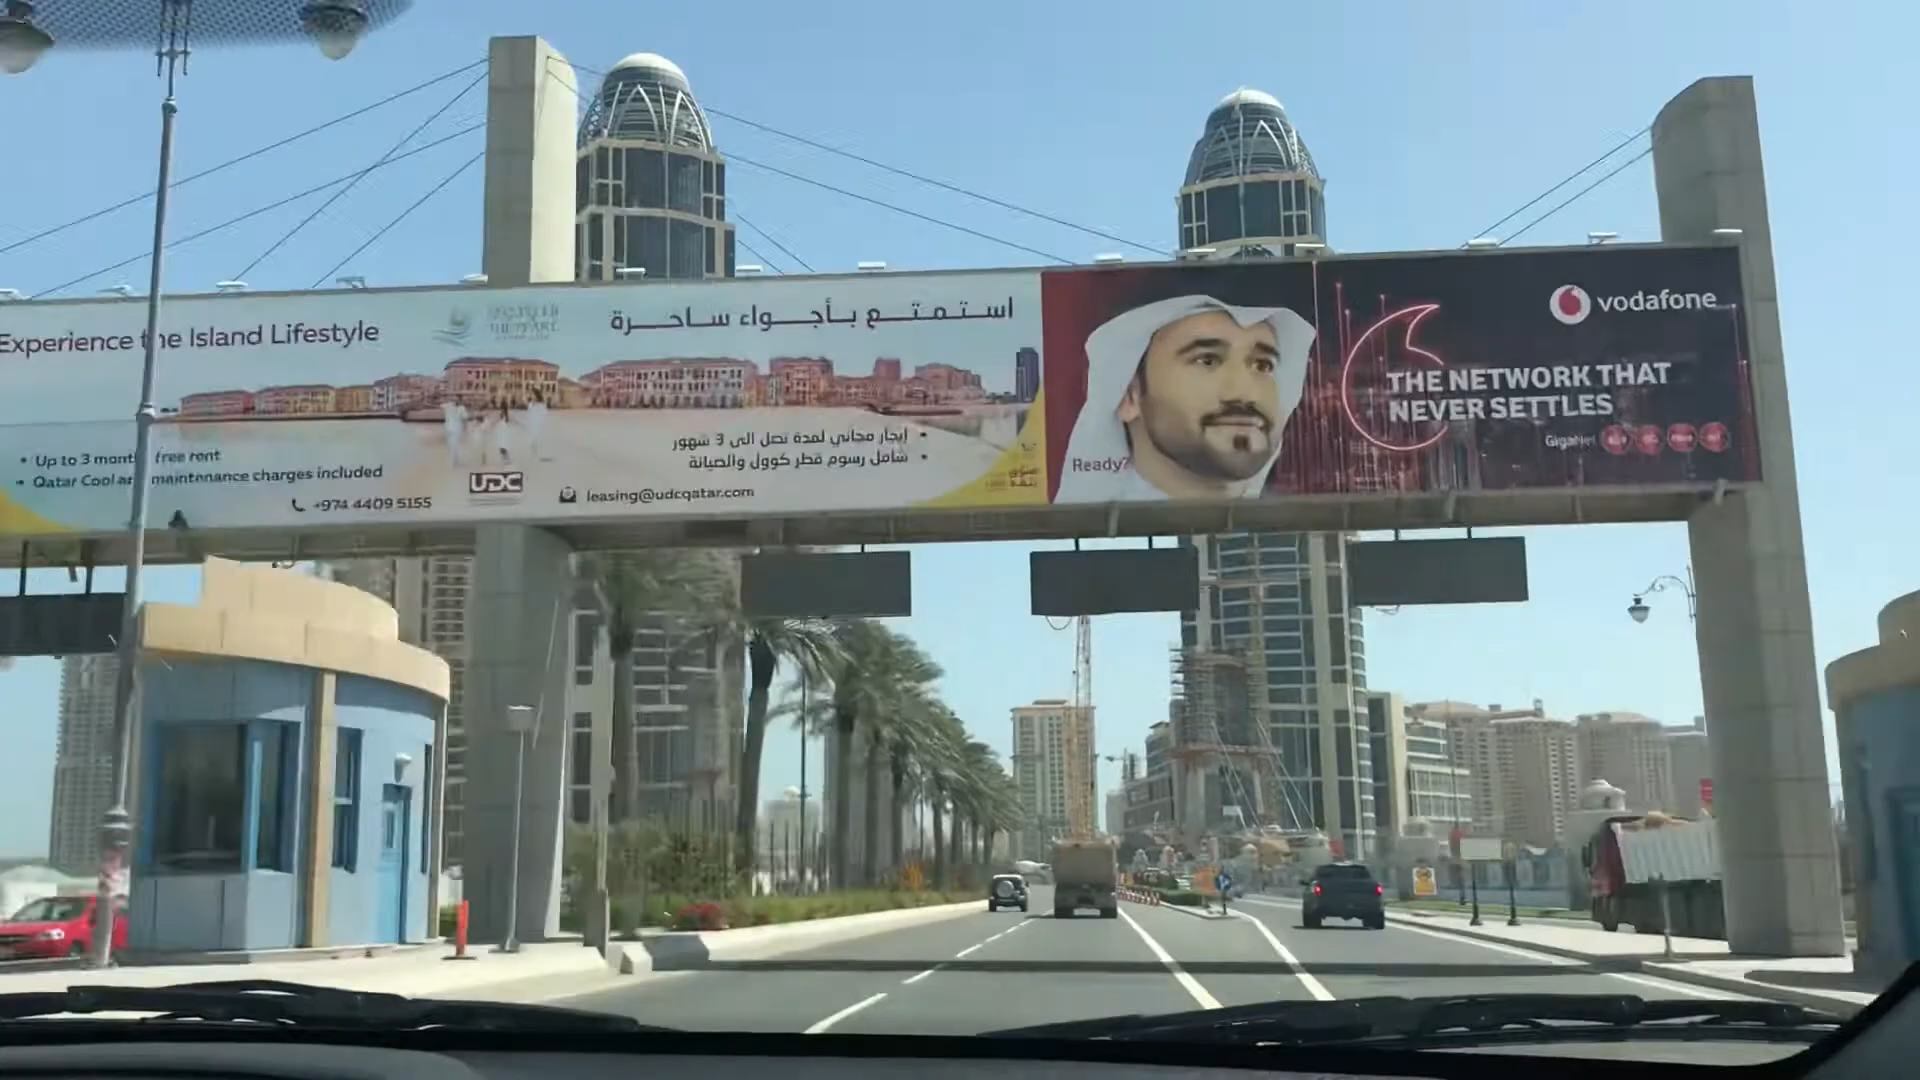 Experience the Island Lifestyle
استمتع بأجواء ساحرة
Up to 3 month free rent
Qatar Cool and maintnance charges included
إيجار مجاني لمدة تصل الى 3 شهور
شامل رسوم قطر كوول والصيانة
+974 4409 5155
UDC
leasing@udcqatar.com
vodafone
THE NETWORK THAT
NEVER SETTLES
GigaNet
Ready?